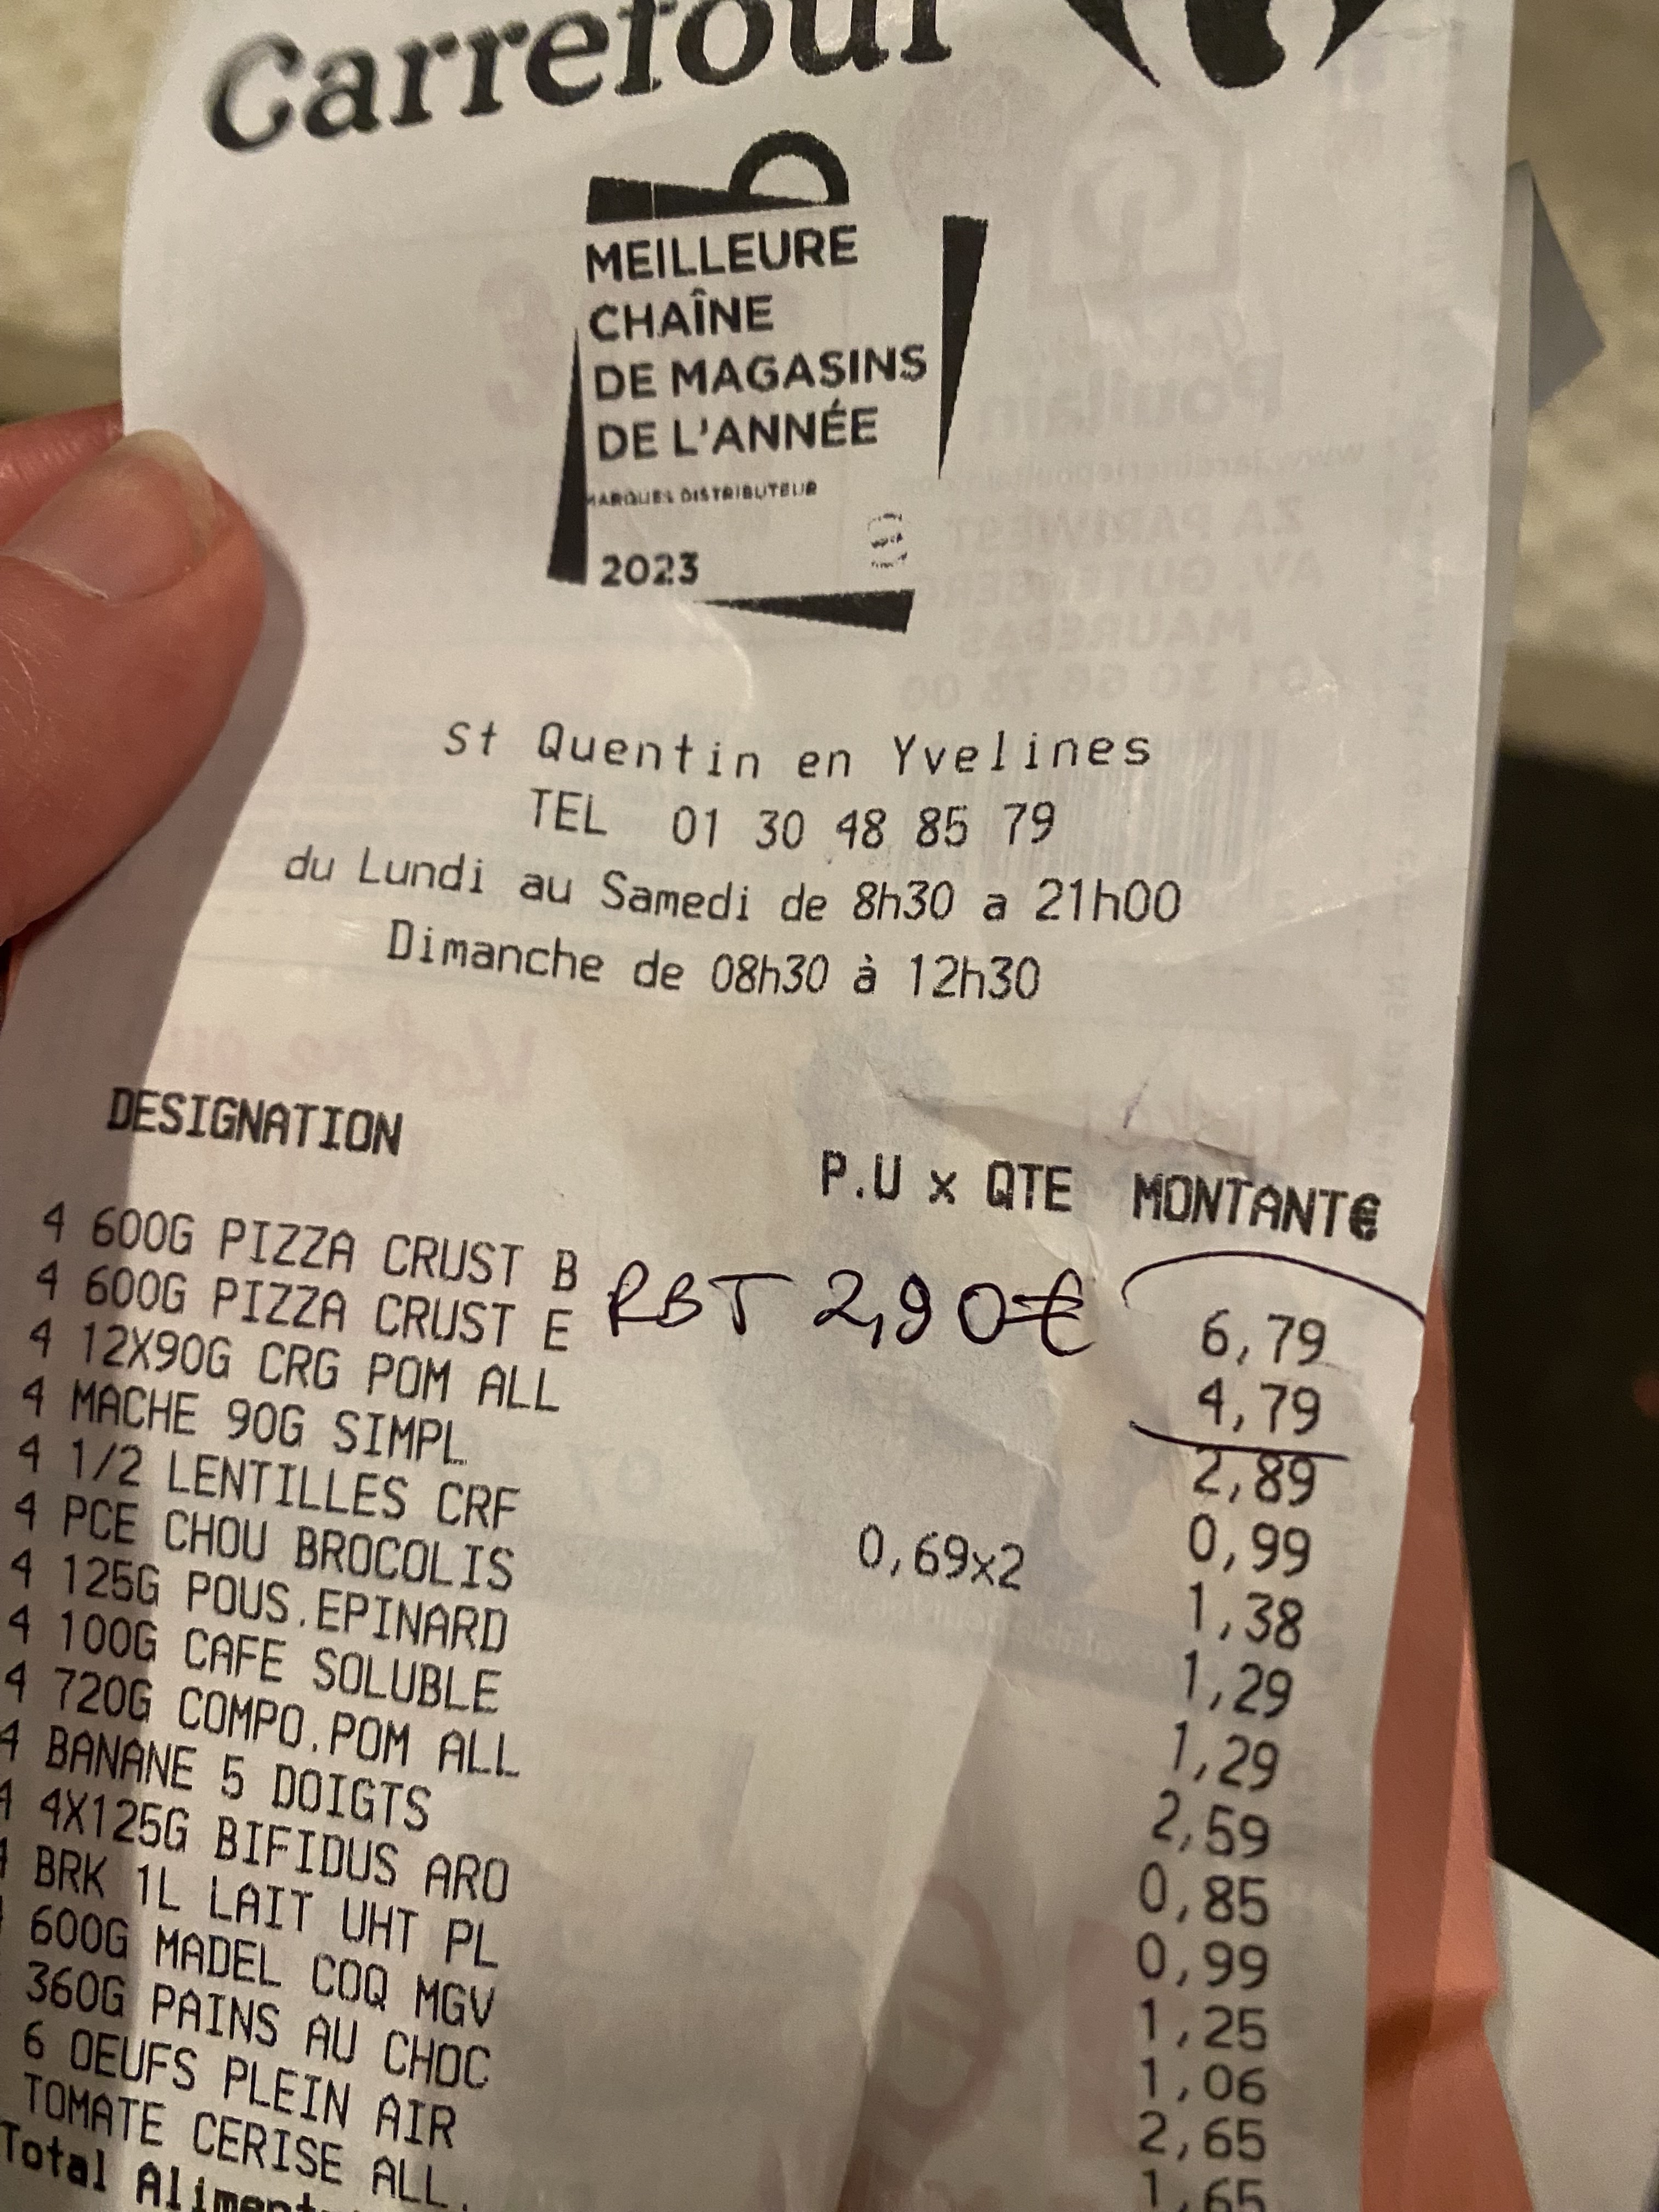 Carrefour
MEILLEURE
CHAÎNE
DE MAGASINS
DE L'ANNÉE
MARQUES DISTRIBUTEUR
2023
St Quentin en Yvelines
TEL 01 30 48 85 79
du Lundi au Samedi de 8h30 a 21h00
Dimanche de 08h30 à 12h30
DESIGNATION P.U x QTE MONTANT€
4 600G PIZZA CRUST B 6,79
RBT 2,90€
4 600G PIZZA CRUST E 4,79
4 12X90G CRG POM ALL 2,89
4 MACHE 90G SIMPL 0,99
4 1/2 LENTILLES CRF 0,69x2 1,38
4 PCE CHOU BROCOLIS 1,29
4 125G POUS.EPINARD 1,29
4 100G CAFE SOLUBLE 2,59
4 720G COMPO.POM ALL 0,85
4 BANANE 5 DOIGTS 0,99
4 4X125G BIFIDUS ARO 1,25
4 BRK 1L LAIT UHT PL 1,06
600G MADEL COQ MGV 2,65
360G PAINS AU CHOC 1,65
6 OEUFS PLEIN AIR
TOMATE CERISE ALL.
Total